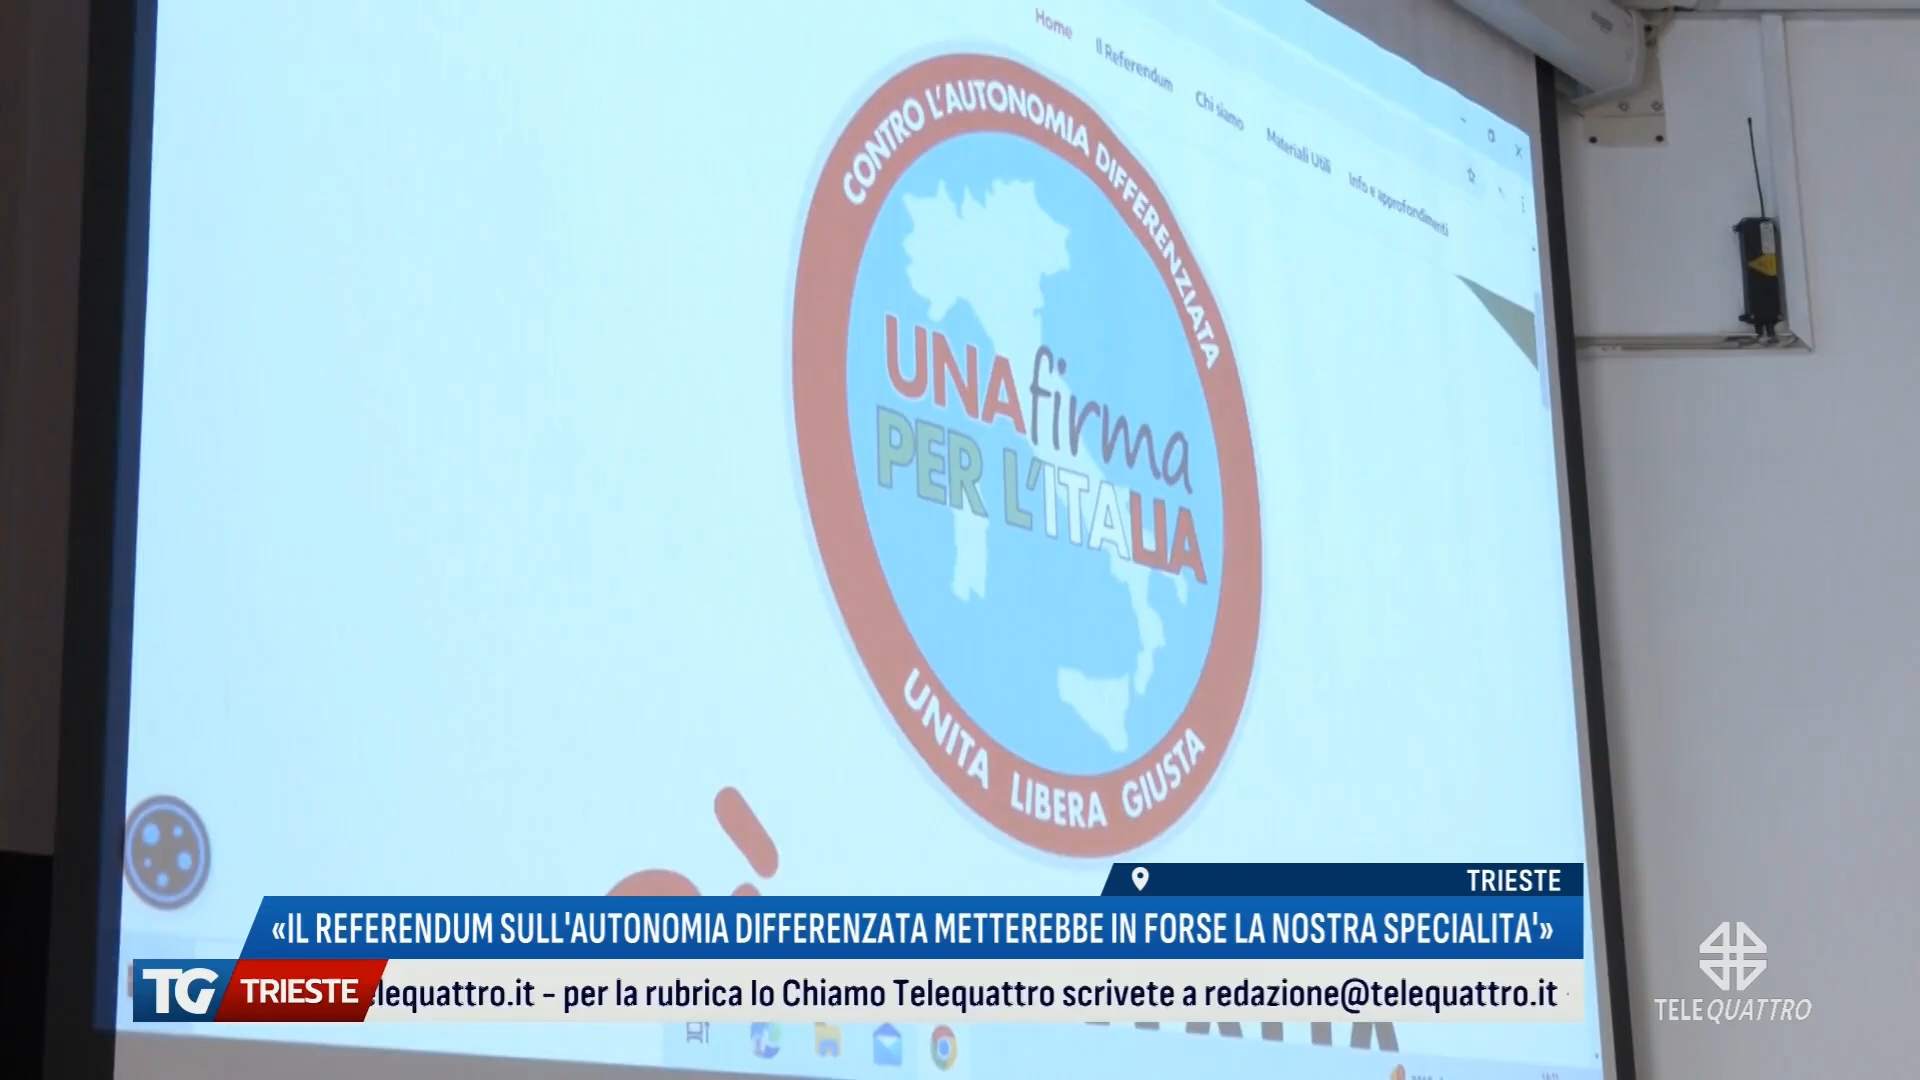 Home
Il Referendum
Chi siamo
Materiali Utili
Info e approfondimenti
CONTRO L'AUTONOMIA DIFFERENZIATA
UNA firma
PER L'ITALIA
UNITA LIBERA GIUSTA
TRIESTE
«IL REFERENDUM SULL'AUTONOMIA DIFFERENZATA METTEREBBE IN FORSE LA NOSTRA SPECIALITA'»
TG TRIESTE
elequattro.it - per la rubrica Io Chiamo Telequattro scrivete a redazione@telequattro.it
TELEQUATTRO